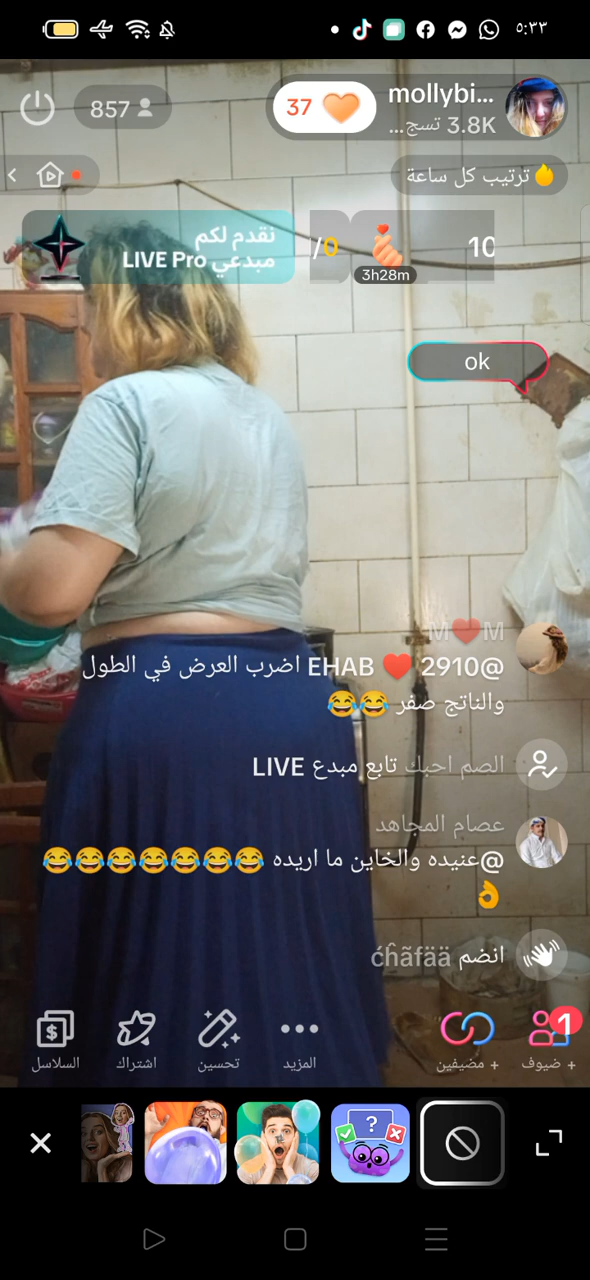 ٥:٣٣
mollybi...
3.8K تسج...
37
857
ترتيب كل ساعة
نقدم لكم
مبدعي LIVE Pro
/0
10
3h28m
ok
M❤️M
@2910 ❤️ EHAB اضرب العرض في الطول
والناتج صفر 😂😂
الصم احبك تابع مبدع LIVE
عصام المجاهد
@عنيده والخاين ما اريده 😂😂😂😂😂😂😂
👌
ćĥãfää انضم
1
+ ضيوف
+ مضيفين
المزيد
تحسين
اشتراك
السلاسل